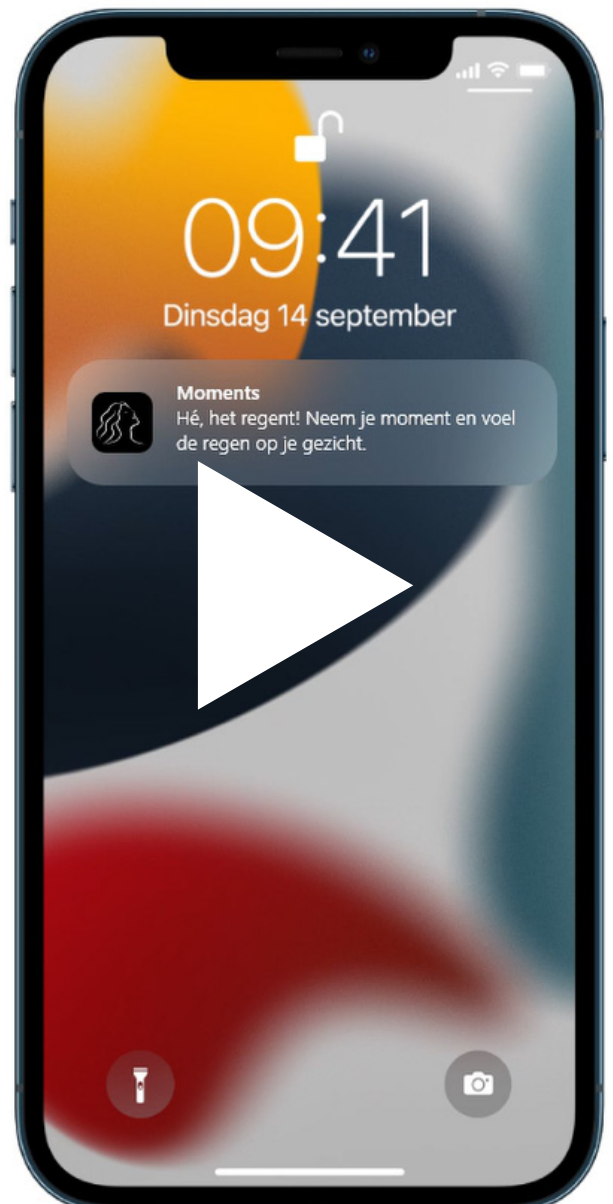 09:41
Dinsdag 14 september
Moments
Hé, het regent! Neem je moment en voel
de regen op je gezicht.